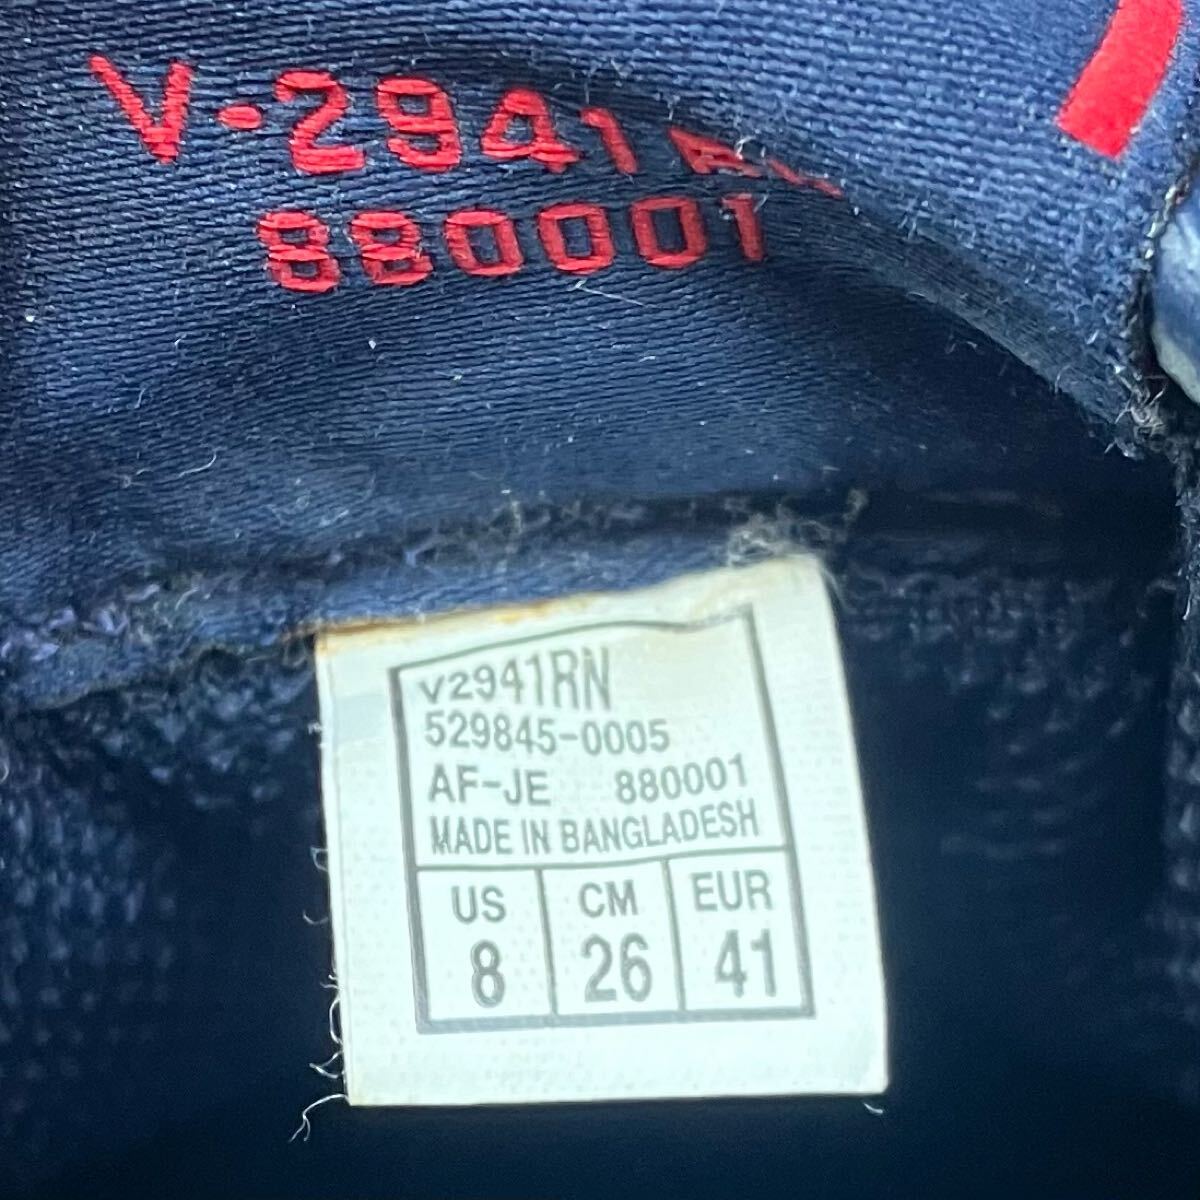 V-2941
880001
V2941RN
529845-0005
AF-JE 880001
MADE IN BANGLADESH
US CM EUR
8 26 41